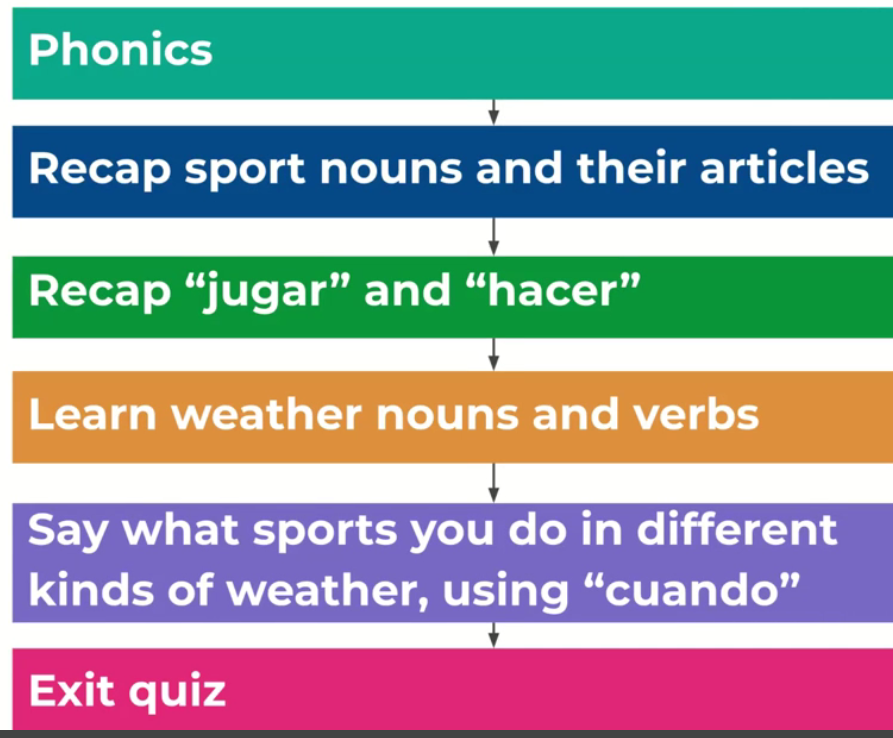 Phonics
Recap sport nouns and their articles
Recap “jugar” and “hacer”
Learn weather nouns and verbs
Say what sports you do in different
kinds of weather, using “cuando”
Exit quiz